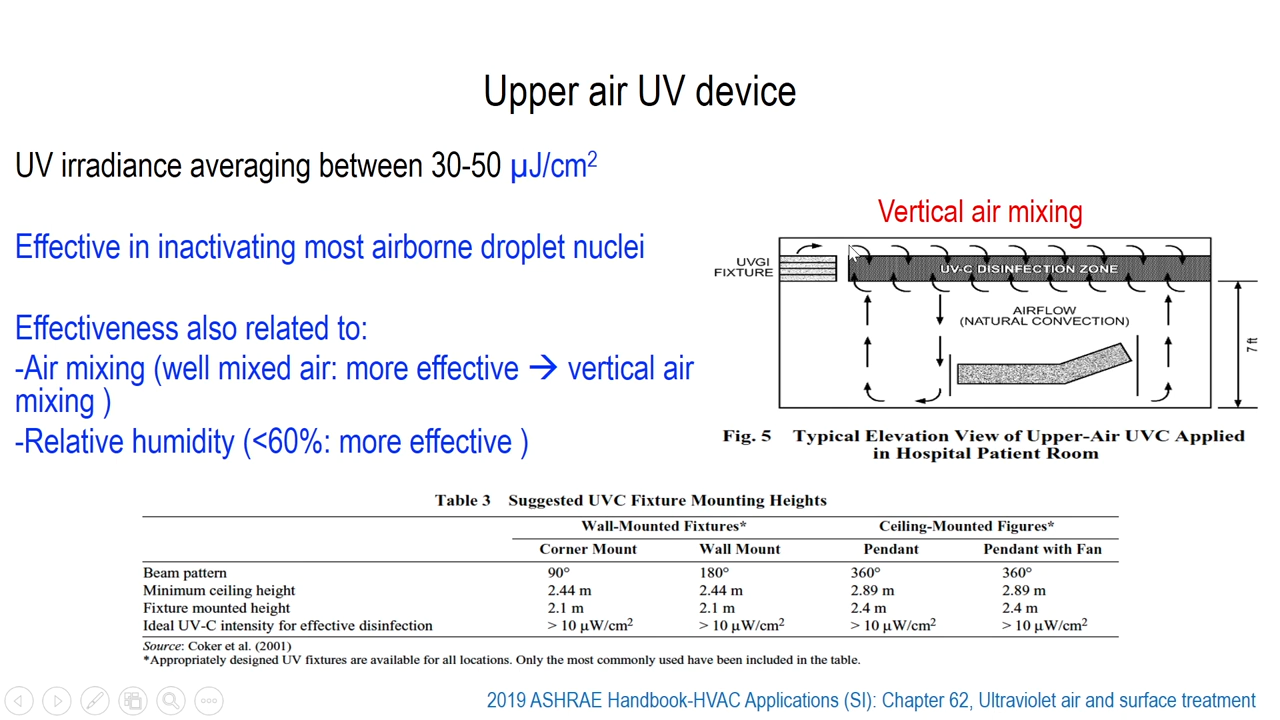 Upper air UV device
UV irradiance averaging between 30-50 µJ/cm²
Effective in inactivating most airborne droplet nuclei
Effectiveness also related to:
-Air mixing (well mixed air: more effective → vertical air
mixing )
-Relative humidity (<60%: more effective )
Vertical air mixing
UVGI
FIXTURE
UV-C DISINFECTION ZONE
AIRFLOW
(NATURAL CONVECTION)
7 ft
Fig. 5 Typical Elevation View of Upper-Air UVC Applied
in Hospital Patient Room
Table 3 Suggested UVC Fixture Mounting Heights
Wall-Mounted Fixtures* Ceiling-Mounted Figures*
Corner Mount Wall Mount Pendant Pendant with Fan
Beam pattern 90° 180° 360° 360°
Minimum ceiling height 2.44 m 2.44 m 2.89 m 2.89 m
Fixture mounted height 2.1 m 2.1 m 2.4 m 2.4 m
Ideal UV-C intensity for effective disinfection > 10 µW/cm² > 10 µW/cm² > 10 µW/cm² > 10 µW/cm²
Source: Coker et al. (2001)
*Appropriately designed UV fixtures are available for all locations. Only the most commonly used have been included in the table.
2019 ASHRAE Handbook-HVAC Applications (SI): Chapter 62, Ultraviolet air and surface treatment